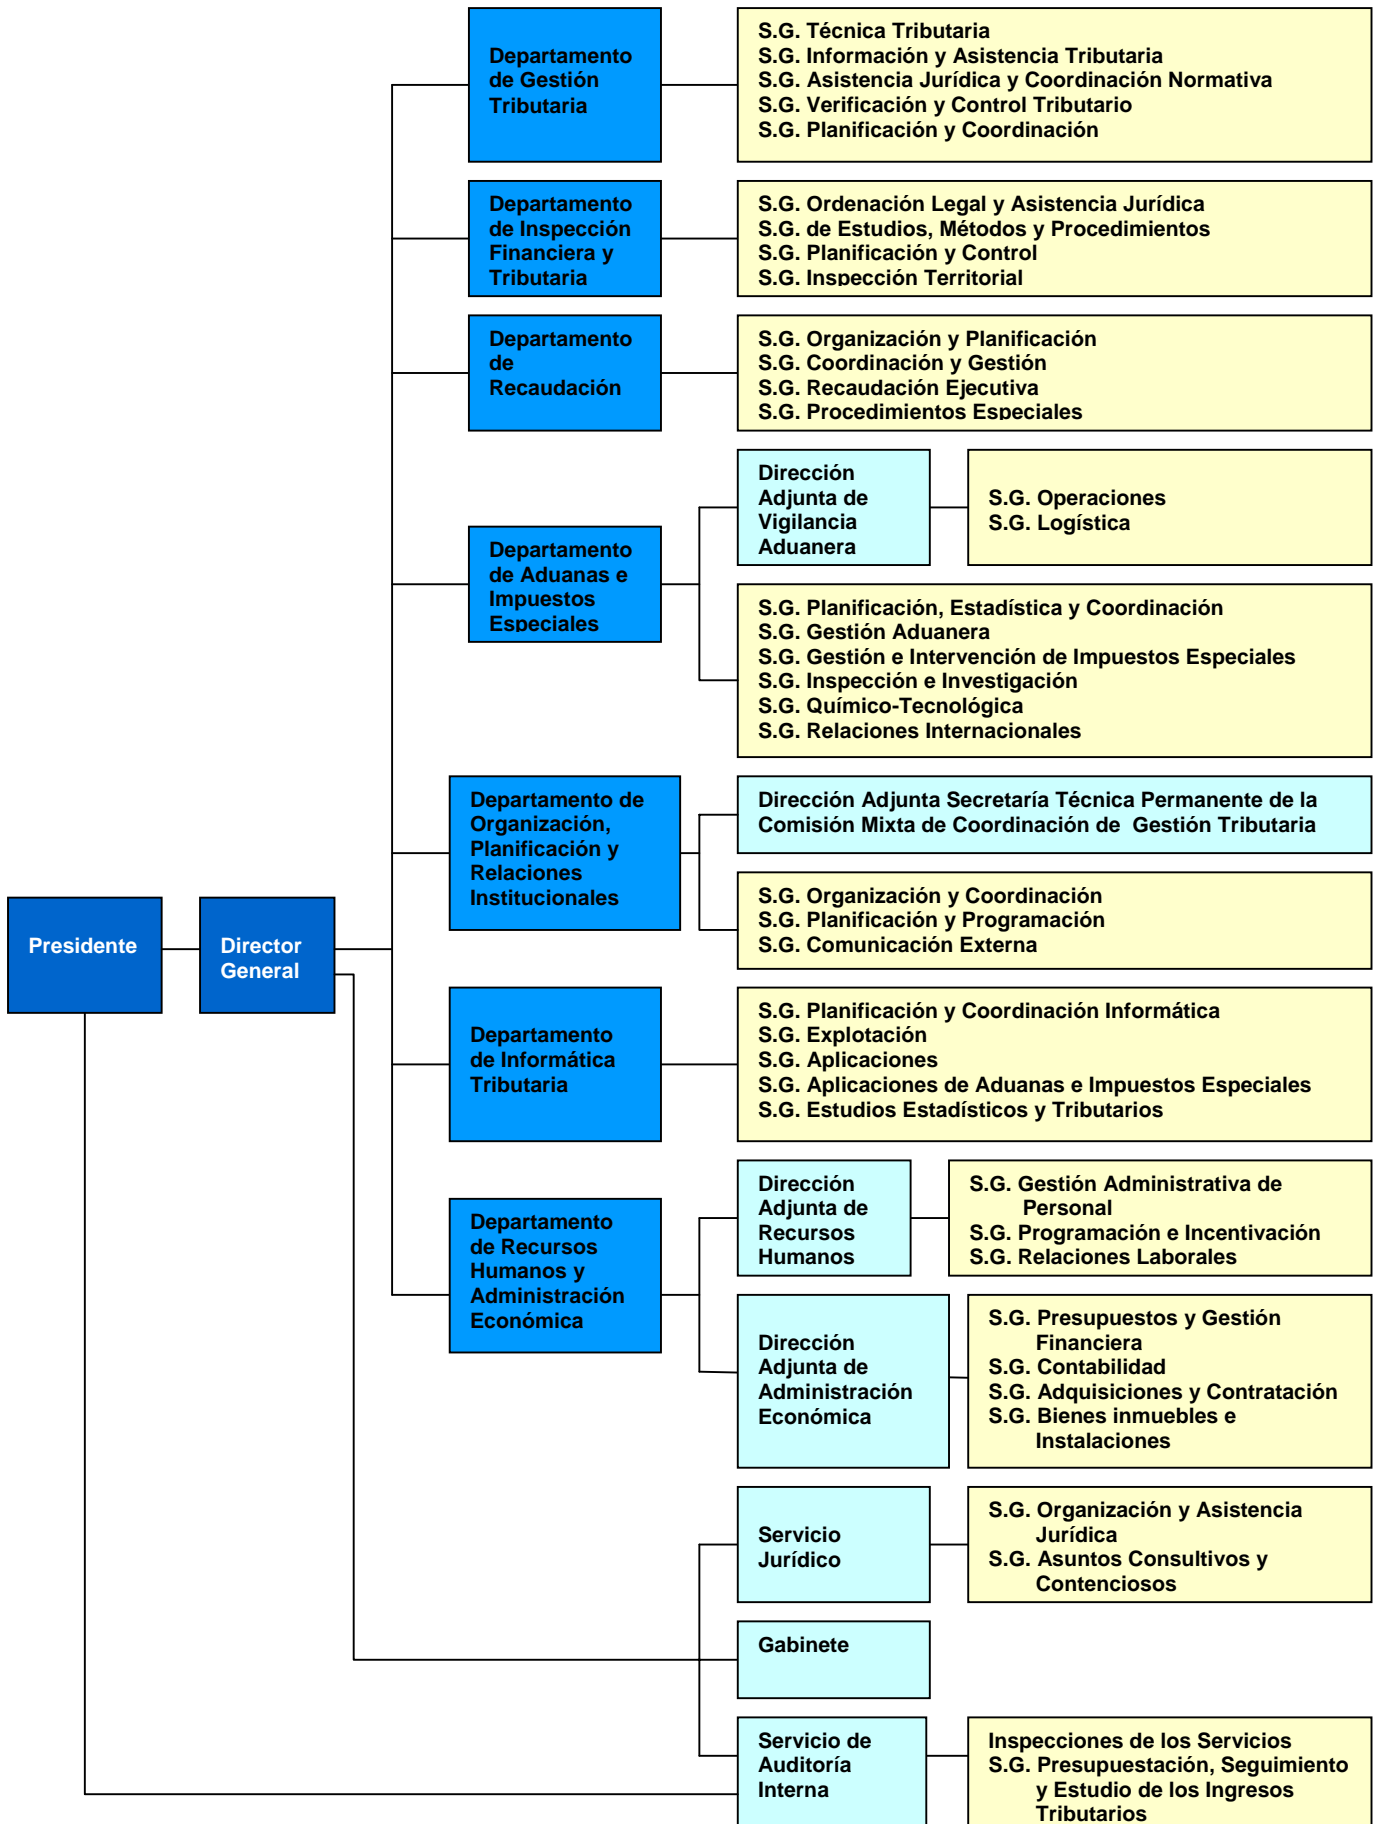 Departamento
de Gestión
Tributaria
S.G. Técnica Tributaria
S.G. Información y Asistencia Tributaria
S.G. Asistencia Jurídica y Coordinación Normativa
S.G. Verificación y Control Tributario
S.G. Planificación y Coordinación
Departamento
de Inspección
Financiera y
Tributaria
S.G. Ordenación Legal y Asistencia Jurídica
S.G. de Estudios, Métodos y Procedimientos
S.G. Planificación y Control
S.G. Inspección Territorial
Departamento
de
Recaudación
S.G. Organización y Planificación
S.G. Coordinación y Gestión
S.G. Recaudación Ejecutiva
S.G. Procedimientos Especiales
Departamento
de Aduanas e
Impuestos
Especiales
Dirección
Adjunta de
Vigilancia
Aduanera
S.G. Operaciones
S.G. Logística
S.G. Planificación, Estadística y Coordinación
S.G. Gestión Aduanera
S.G. Gestión e Intervención de Impuestos Especiales
S.G. Inspección e Investigación
S.G. Químico-Tecnológica
S.G. Relaciones Internacionales
Departamento de
Organización,
Planificación y
Relaciones
Institucionales
Dirección Adjunta Secretaría Técnica Permanente de la
Comisión Mixta de Coordinación de Gestión Tributaria
S.G. Organización y Coordinación
S.G. Planificación y Programación
S.G. Comunicación Externa
Presidente
Director
General
Departamento
de Informática
Tributaria
S.G. Planificación y Coordinación Informática
S.G. Explotación
S.G. Aplicaciones
S.G. Aplicaciones de Aduanas e Impuestos Especiales
S.G. Estudios Estadísticos y Tributarios
Departamento
de Recursos
Humanos y
Administración
Económica
Dirección
Adjunta de
Recursos
Humanos
S.G. Gestión Administrativa de
Personal
S.G. Programación e Incentivación
S.G. Relaciones Laborales
Dirección
Adjunta de
Administración
Económica
S.G. Presupuestos y Gestión
Financiera
S.G. Contabilidad
S.G. Adquisiciones y Contratación
S.G. Bienes inmuebles e
Instalaciones
Servicio
Jurídico
S.G. Organización y Asistencia
Jurídica
S.G. Asuntos Consultivos y
Contenciosos
Gabinete
Servicio de
Auditoría
Interna
Inspecciones de los Servicios
S.G. Presupuestación, Seguimiento
y Estudio de los Ingresos
Tributarios